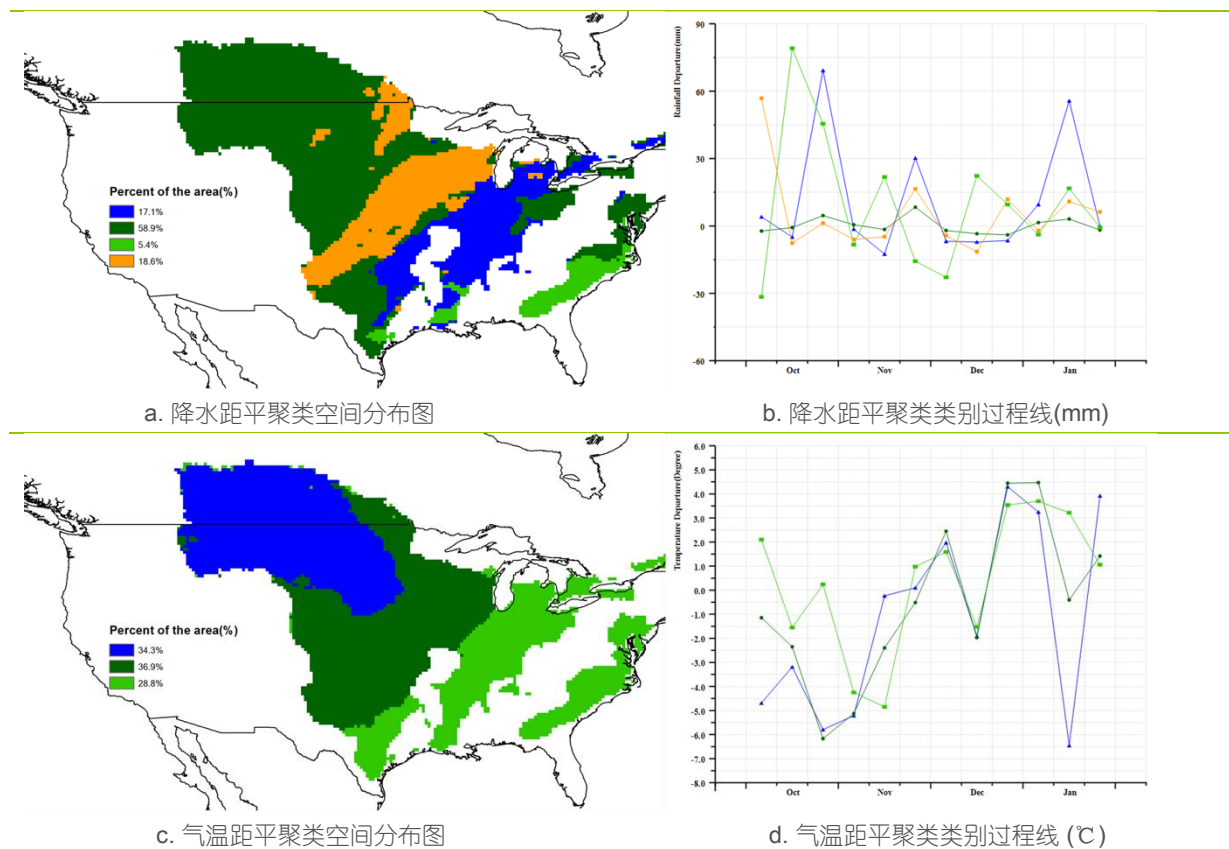 Percent of the area(%)
17.1%
58.9%
5.4%
18.6%
Rainfall Departure(mm)
90
60
30
0
-30
-60
Oct
Nov
Dec
Jan
a. 降水距平聚类空间分布图
b. 降水距平聚类类别过程线(mm)
Percent of the area(%)
34.3%
36.9%
28.8%
Temperature Departure(Degree)
6.0
5.0
4.0
3.0
2.0
1.0
0.0
-1.0
-2.0
-3.0
-4.0
-5.0
-6.0
-7.0
-8.0
Oct
Nov
Dec
Jan
c. 气温距平聚类空间分布图
d. 气温距平聚类类别过程线 (℃)